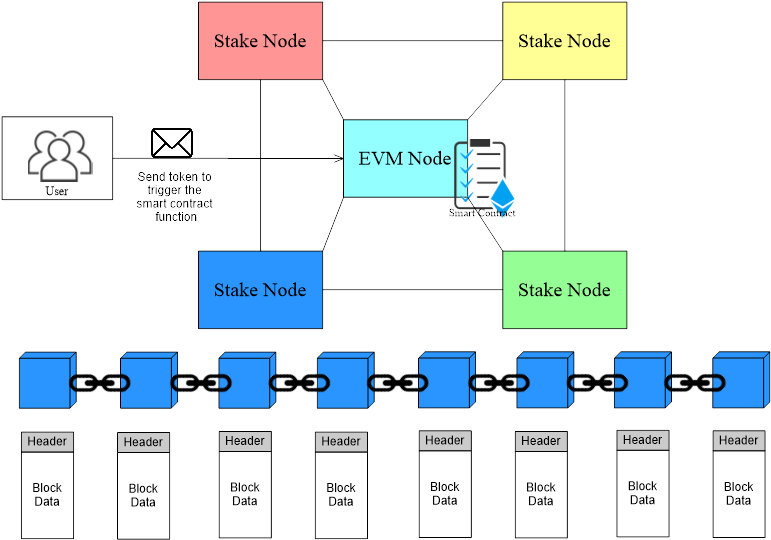 Stake Node
Stake Node
EVM Node
User
Send token to
trigger the
smart contract
function
Smart Contract
Stake Node
Stake Node
Header
Header
Header
Header
Header
Header
Header
Header
Block
Data
Block
Data
Block
Data
Block
Data
Block
Data
Block
Data
Block
Data
Block
Data